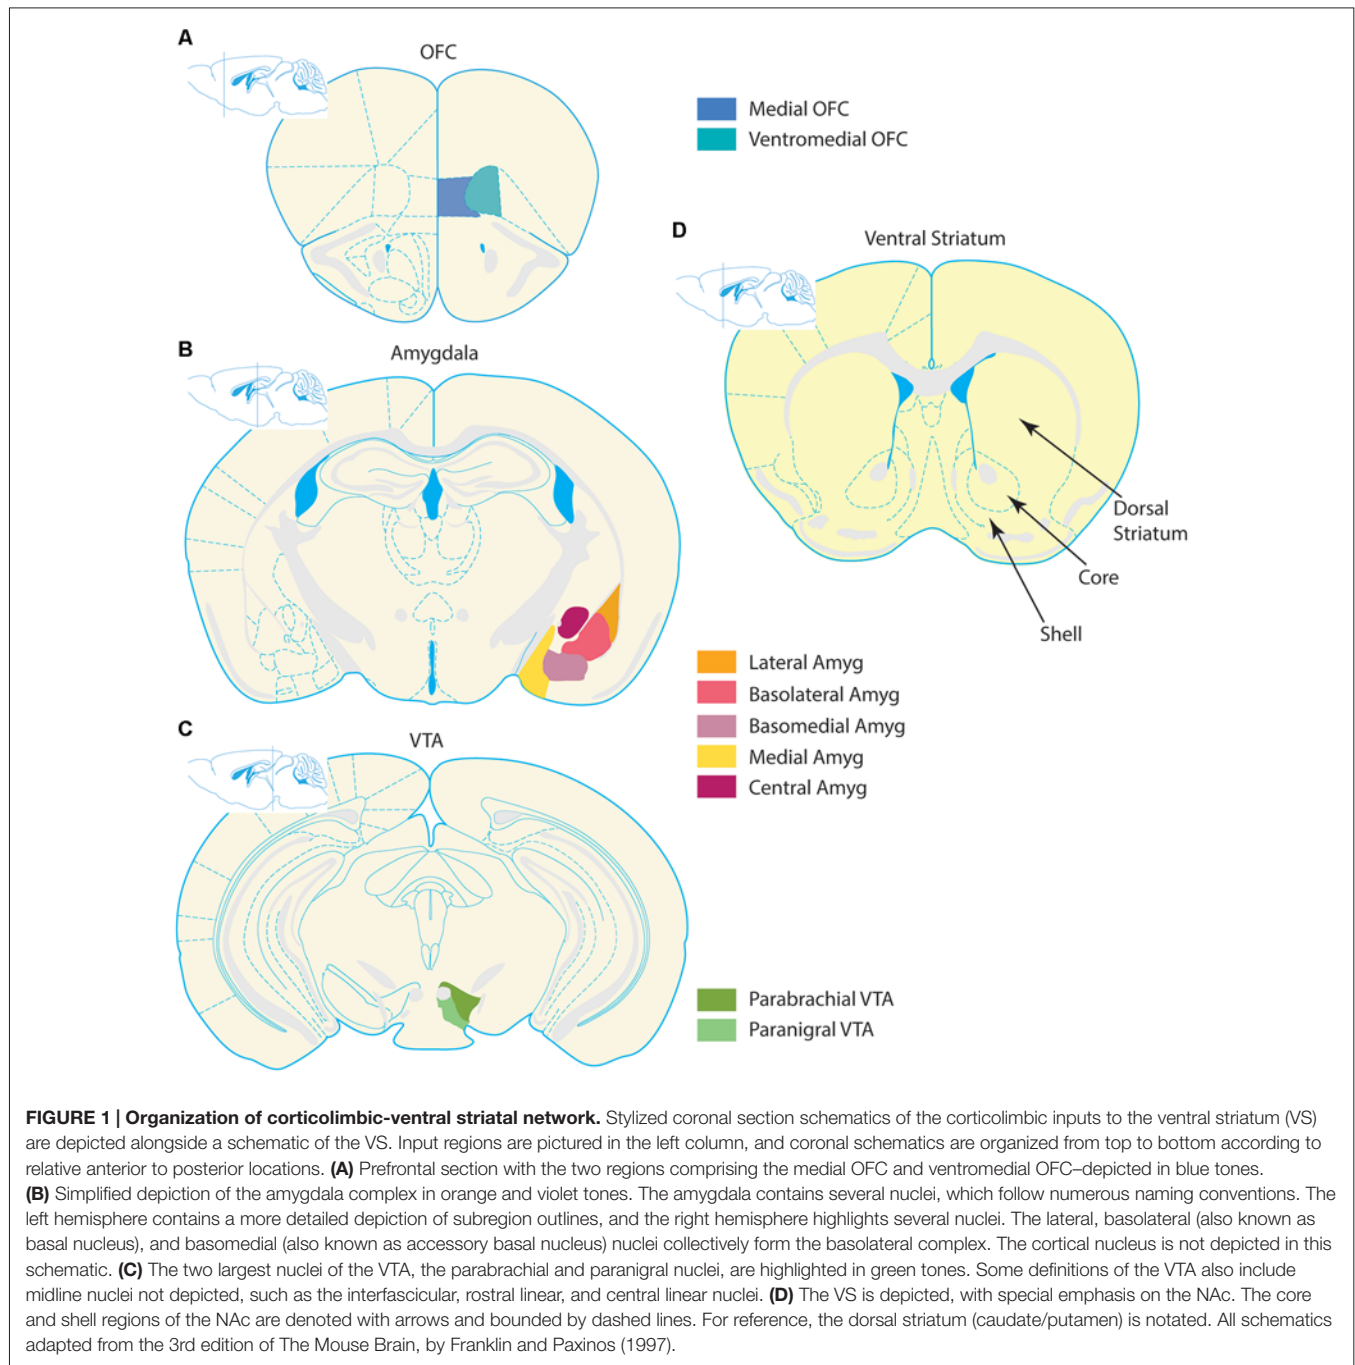 A
OFC
Medial OFC
Ventromedial OFC
D
Ventral Striatum
Dorsal
Striatum
Core
Shell
B
Amygdala
Lateral Amyg
Basolateral Amyg
Basomedial Amyg
Medial Amyg
Central Amyg
C
VTA
Parabrachial VTA
Paranigral VTA
FIGURE 1 | Organization of corticolimbic-ventral striatal network. Stylized coronal section schematics of the corticolimbic inputs to the ventral striatum (VS)
are depicted alongside a schematic of the VS. Input regions are pictured in the left column, and coronal schematics are organized from top to bottom according to
relative anterior to posterior locations. (A) Prefrontal section with the two regions comprising the medial OFC and ventromedial OFC–depicted in blue tones.
(B) Simplified depiction of the amygdala complex in orange and violet tones. The amygdala contains several nuclei, which follow numerous naming conventions. The
left hemisphere contains a more detailed depiction of subregion outlines, and the right hemisphere highlights several nuclei. The lateral, basolateral (also known as
basal nucleus), and basomedial (also known as accessory basal nucleus) nuclei collectively form the basolateral complex. The cortical nucleus is not depicted in this
schematic. (C) The two largest nuclei of the VTA, the parabrachial and paranigral nuclei, are highlighted in green tones. Some definitions of the VTA also include
midline nuclei not depicted, such as the interfascicular, rostral linear, and central linear nuclei. (D) The VS is depicted, with special emphasis on the NAc. The core
and shell regions of the NAc are denoted with arrows and bounded by dashed lines. For reference, the dorsal striatum (caudate/putamen) is notated. All schematics
adapted from the 3rd edition of The Mouse Brain, by Franklin and Paxinos (1997).